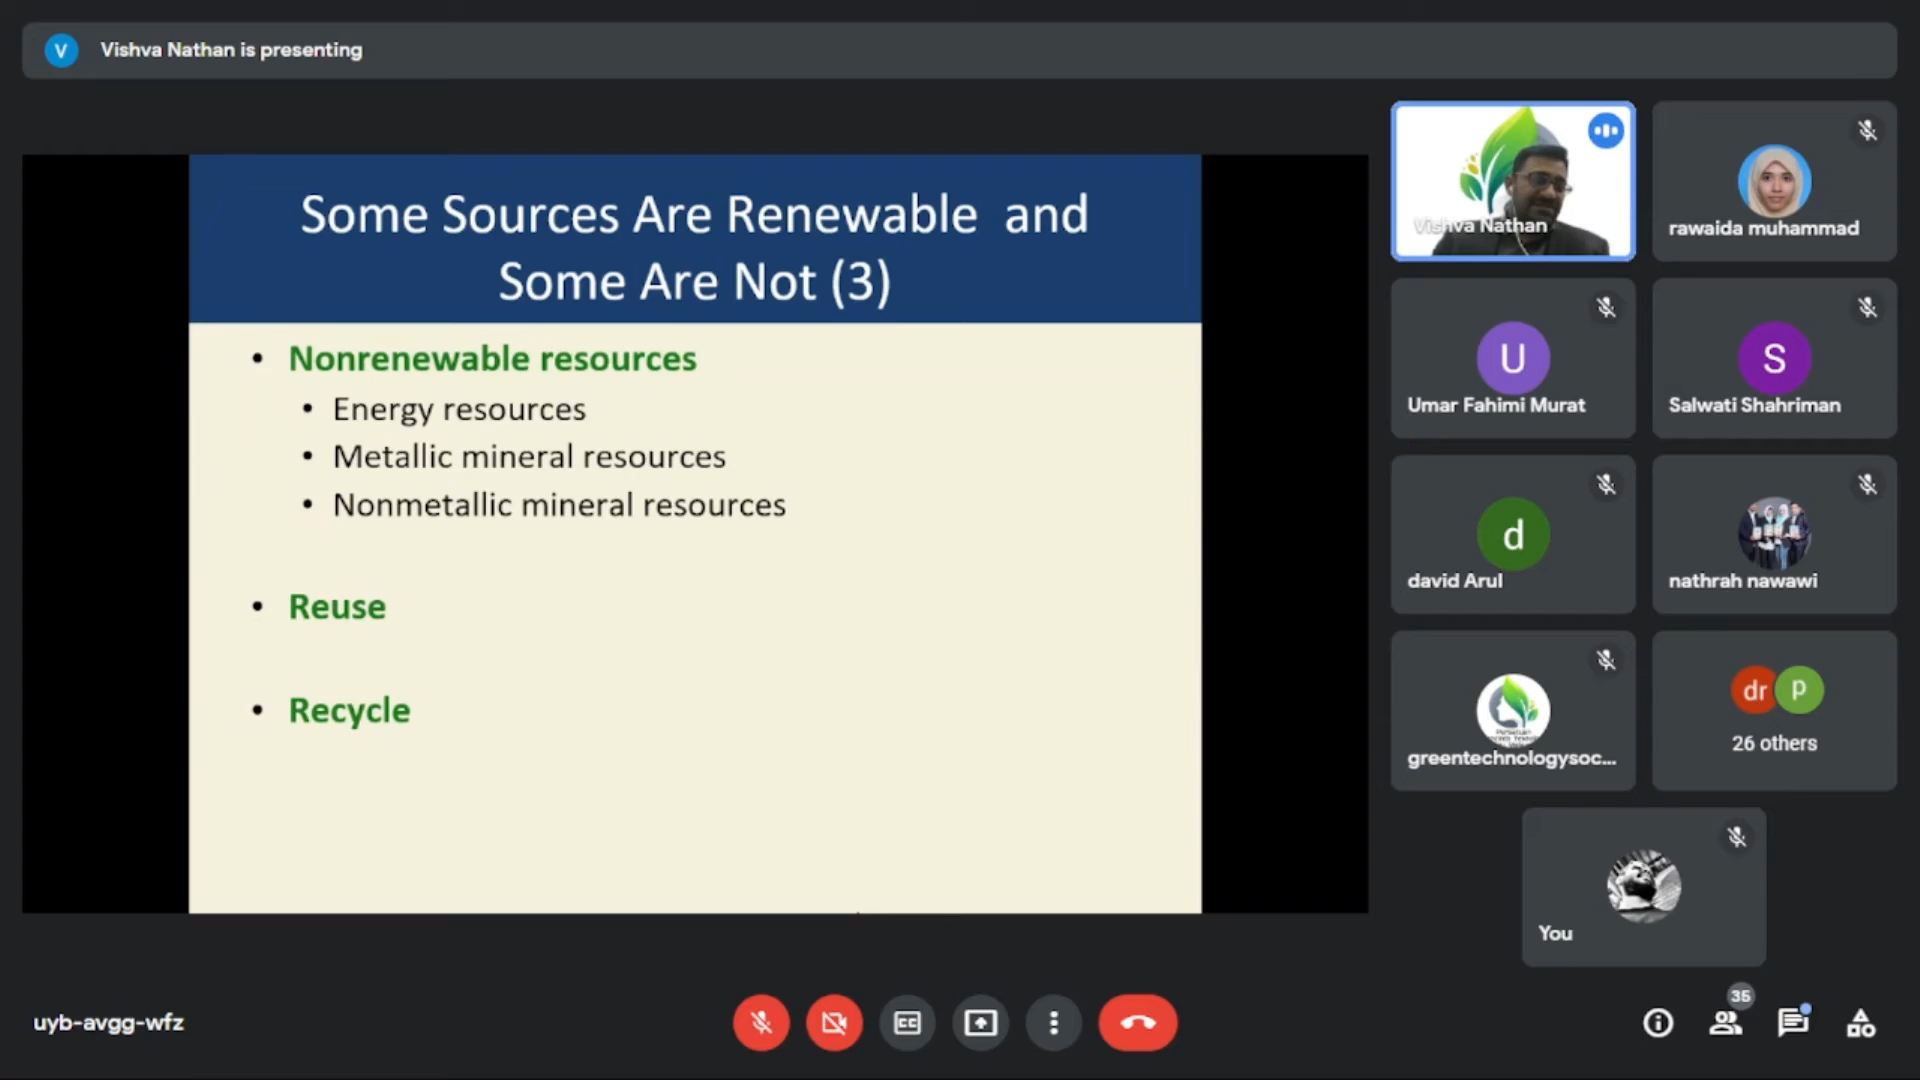 V
Vishva Nathan is presenting
Some Sources Are Renewable and
Some Are Not (3)
• Nonrenewable resources
• Energy resources
• Metallic mineral resources
• Nonmetallic mineral resources
• Reuse
• Recycle
Vishva Nathan
rawaida muhammad
U
Umar Fahimi Murat
S
Salwati Shahriman
d
david Arul
nathrah nawawi
greentechnologysoc...
dr p
26 others
You
uyb-avgg-wfz
CC
35